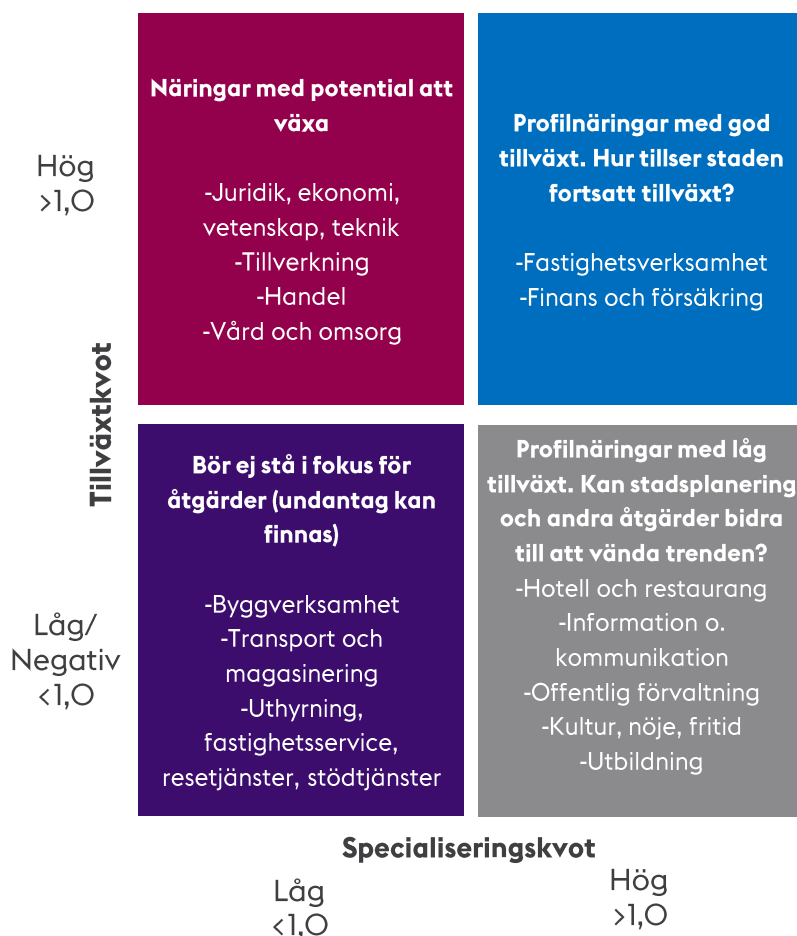 Näringar med potential att
växa
-Juridik, ekonomi,
vetenskap, teknik
-Tillverkning
-Handel
-Vård och omsorg
Profilnäringar med god
tillväxt. Hur tillser staden
fortsatt tillväxt?
-Fastighetsverksamhet
-Finans och försäkring
Hög
>1,0
Tillväxtkvot
Bör ej stå i fokus för
åtgärder (undantag kan
finnas)
-Byggverksamhet
-Transport och
magasinering
-Uthyrning,
fastighetsservice,
resetjänster, stödtjänster
Profilnäringar med låg
tillväxt. Kan stadsplanering
och andra åtgärder bidra
till att vända trenden?
-Hotell och restaurang
-Information o.
kommunikation
-Offentlig förvaltning
-Kultur, nöje, fritid
-Utbildning
Låg/
Negativ
<1,0
Specialiseringskvot
Låg
<1,0
Hög
>1,0